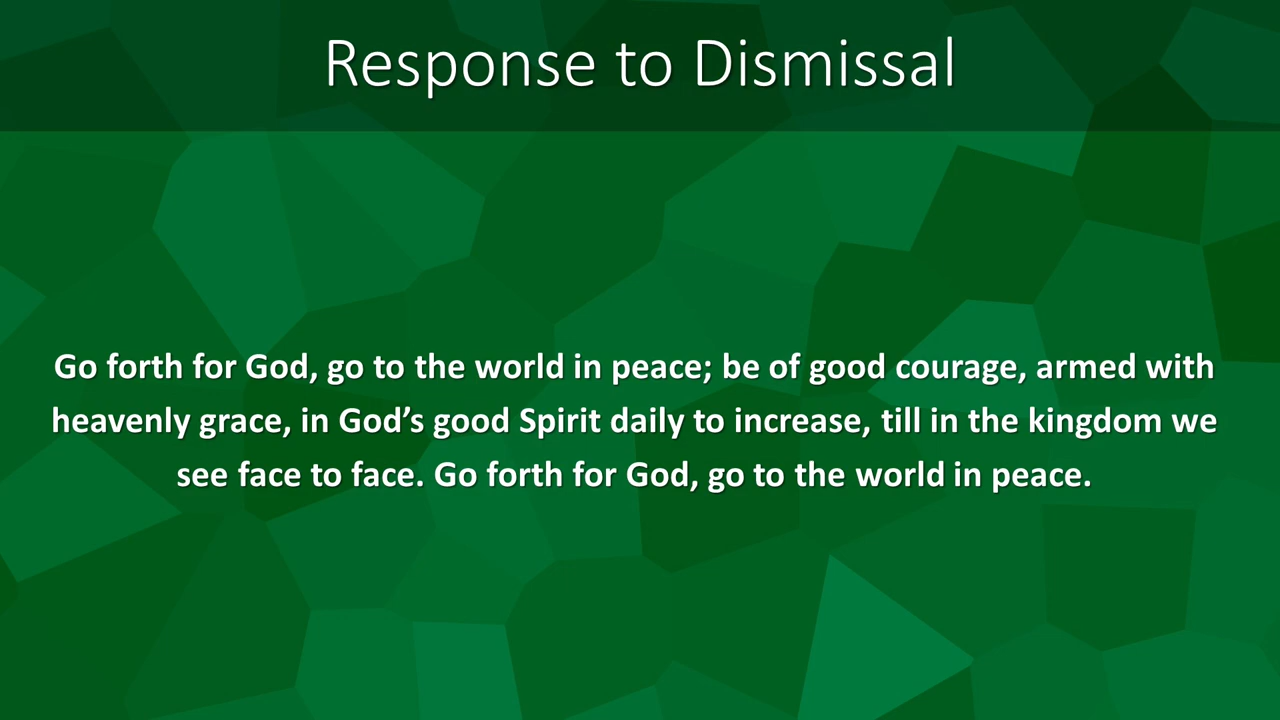 Response to Dismissal
Go forth for God, go to the world in peace; be of good courage, armed with
heavenly grace, in God’s good Spirit daily to increase, till in the kingdom we
see face to face. Go forth for God, go to the world in peace.